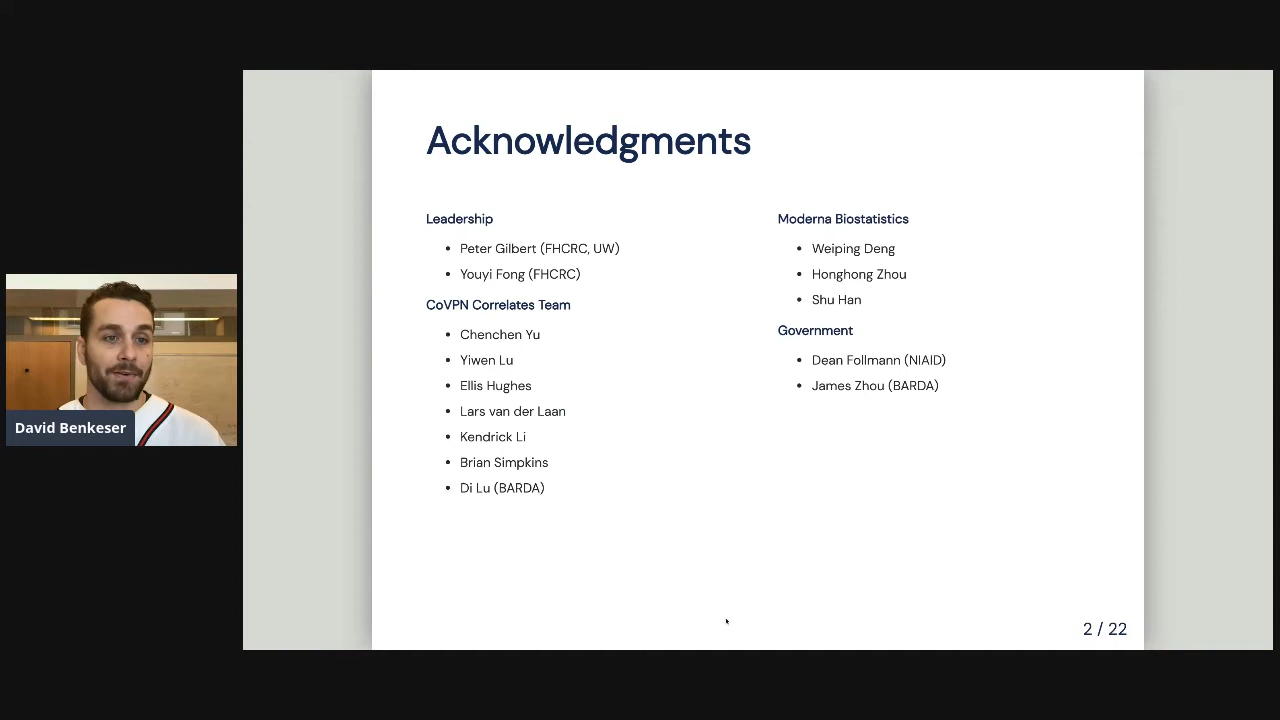 Acknowledgments
Leadership
Peter Gilbert (FHCRC, UW)
Youyi Fong (FHCRC)
CoVPN Correlates Team
Chenchen Yu
Yiwen Lu
Ellis Hughes
Lars van der Laan
Kendrick Li
Brian Simpkins
Di Lu (BARDA)
Moderna Biostatistics
Weiping Deng
Honghong Zhou
Shu Han
Government
Dean Follmann (NIAID)
James Zhou (BARDA)
David Benkeser
2 / 22